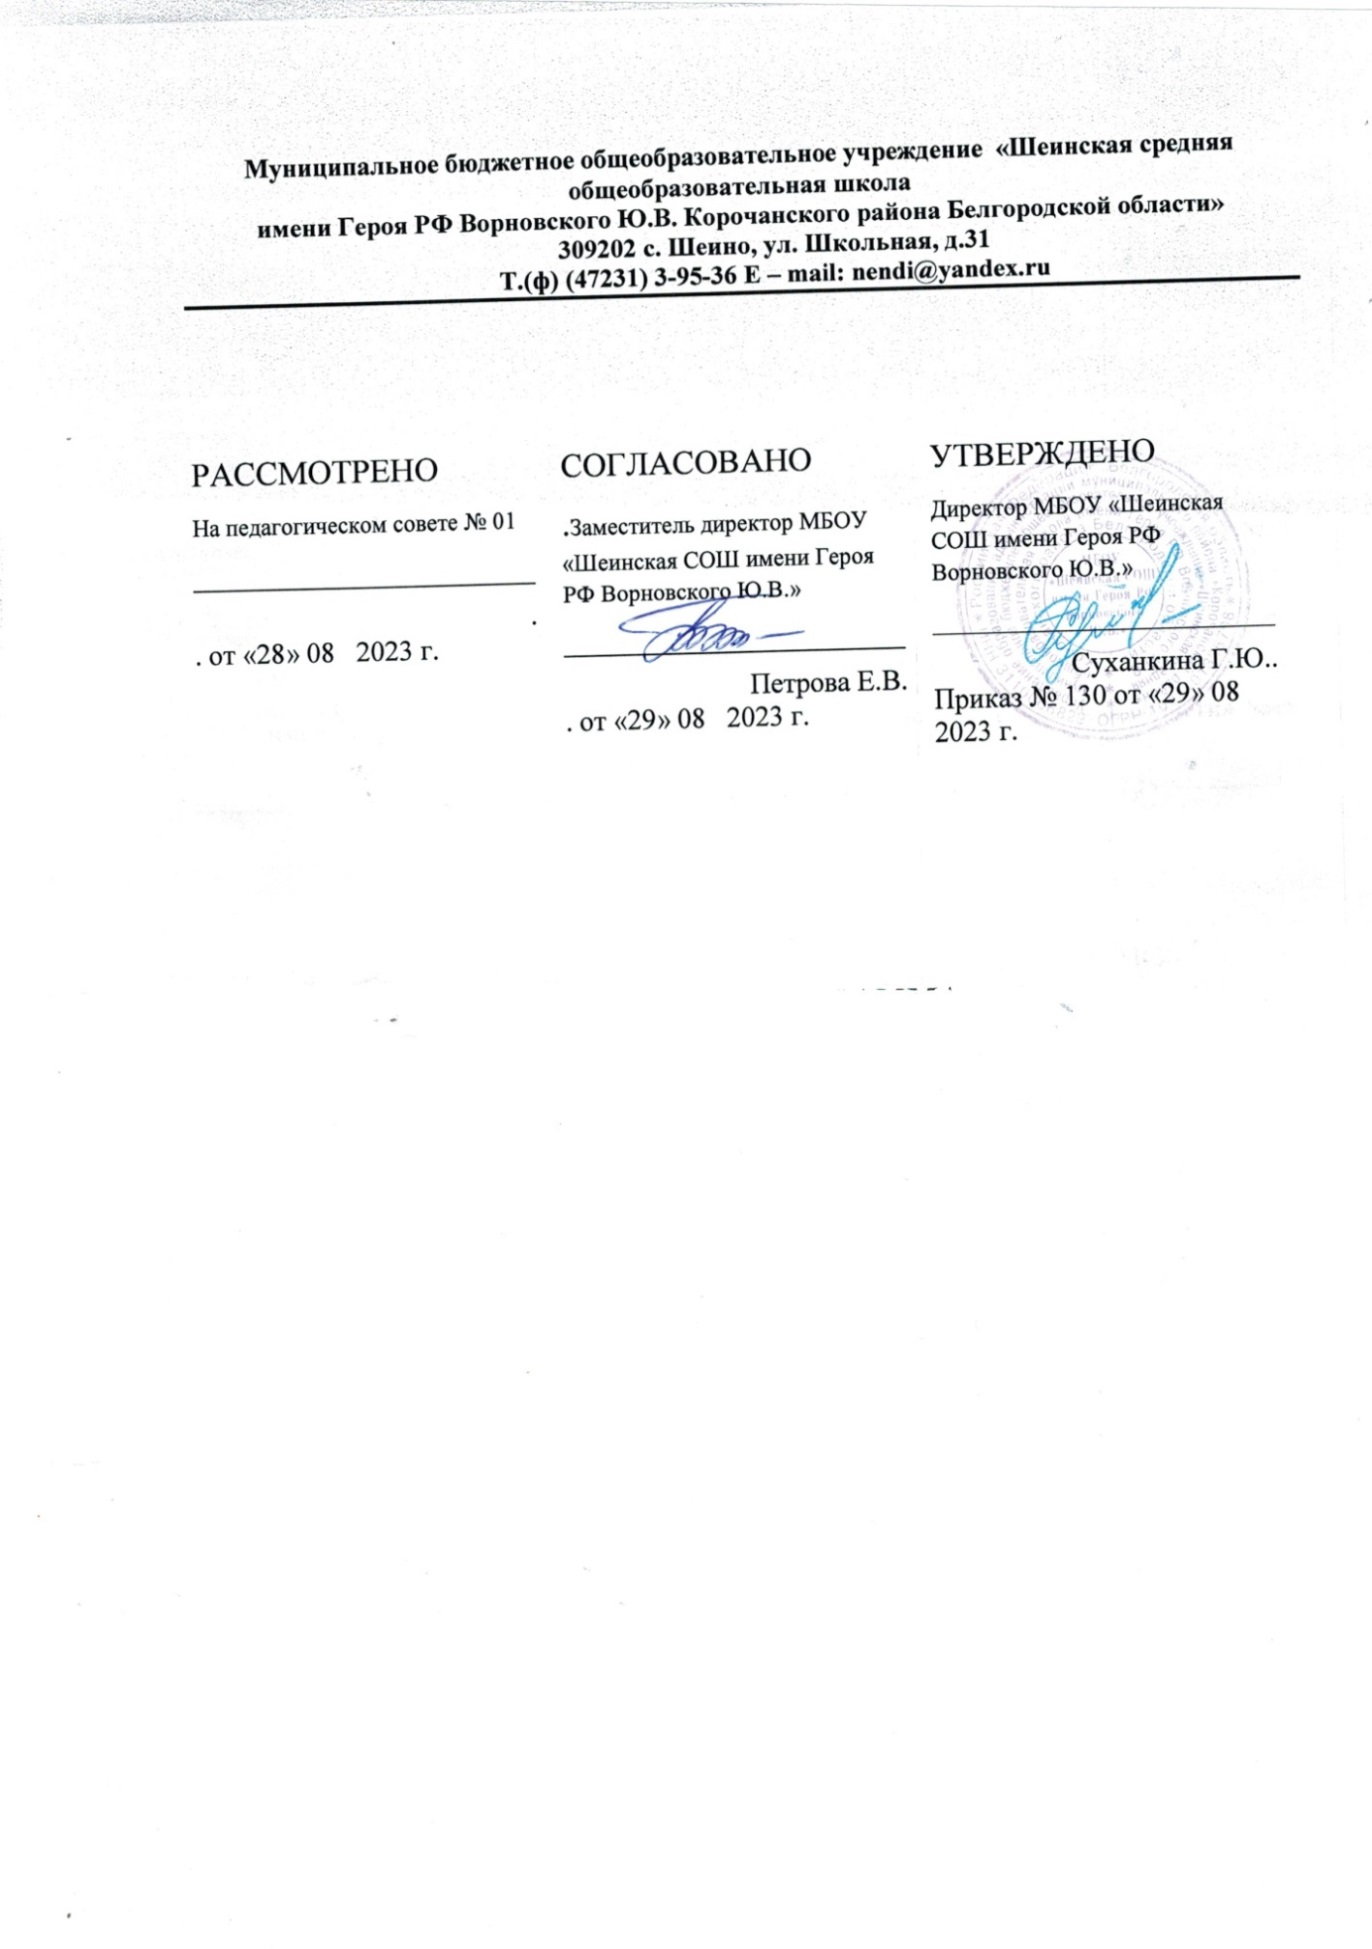 Муниципальное бюджетное общеобразовательное учреждение «Шеинская средняя
общеобразовательная школа
имени Героя РФ Ворновского Ю.В. Корочанского района Белгородской области»
309202 с. Шеино, ул. Школьная, д.31
Т.(ф) (47231) 3-95-36 Е – mail: nendi@yandex.ru
РАССМОТРЕНО
На педагогическом совете № 01
.
. от «28» 08 2023 г.
СОГЛАСОВАНО
.Заместитель директор МБОУ
«Шеинская СОШ имени Героя
РФ Ворновского Ю.В.»
Петрова Е.В.
. от «29» 08 2023 г.
УТВЕРЖДЕНО
Директор МБОУ «Шеинская
СОШ имени Героя РФ
Ворновского Ю.В.»
Суханкина Г.Ю..
Приказ № 130 от «29» 08
2023 г.